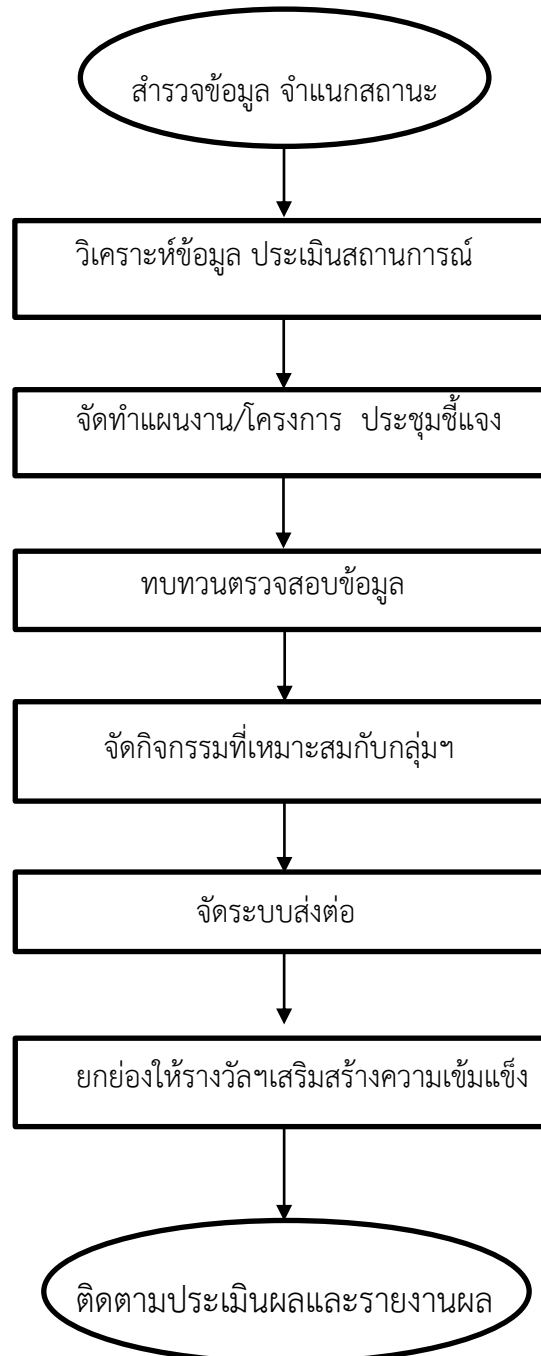 สำรวจข้อมูล จำแนกสถานะ
วิเคราะห์ข้อมูล ประเมินสถานการณ์
จัดทำแผนงาน/โครงการ ประชุมชี้แจง
ทบทวนตรวจสอบข้อมูล
จัดกิจกรรมที่เหมาะสมกับกลุ่มฯ
จัดระบบส่งต่อ
ยกย่องให้รางวัลฯเสริมสร้างความเข้มแข็ง
ติดตามประเมินผลและรายงานผล